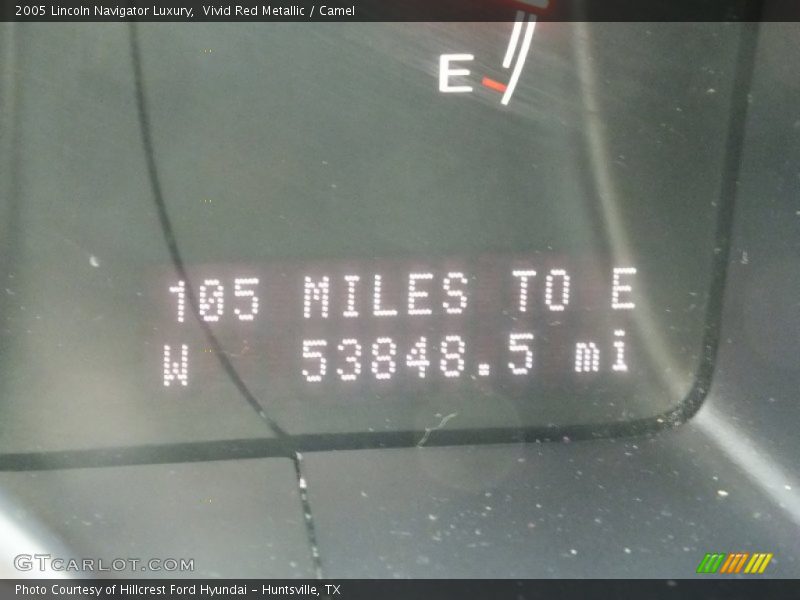 2005 Lincoln Navigator Luxury,  Vivid Red Metallic / Camel
E
105 MILES TO E
W 53848.5 mi
GTCARLOT.COM
Photo Courtesy of Hillcrest Ford Hyundai – Huntsville, TX